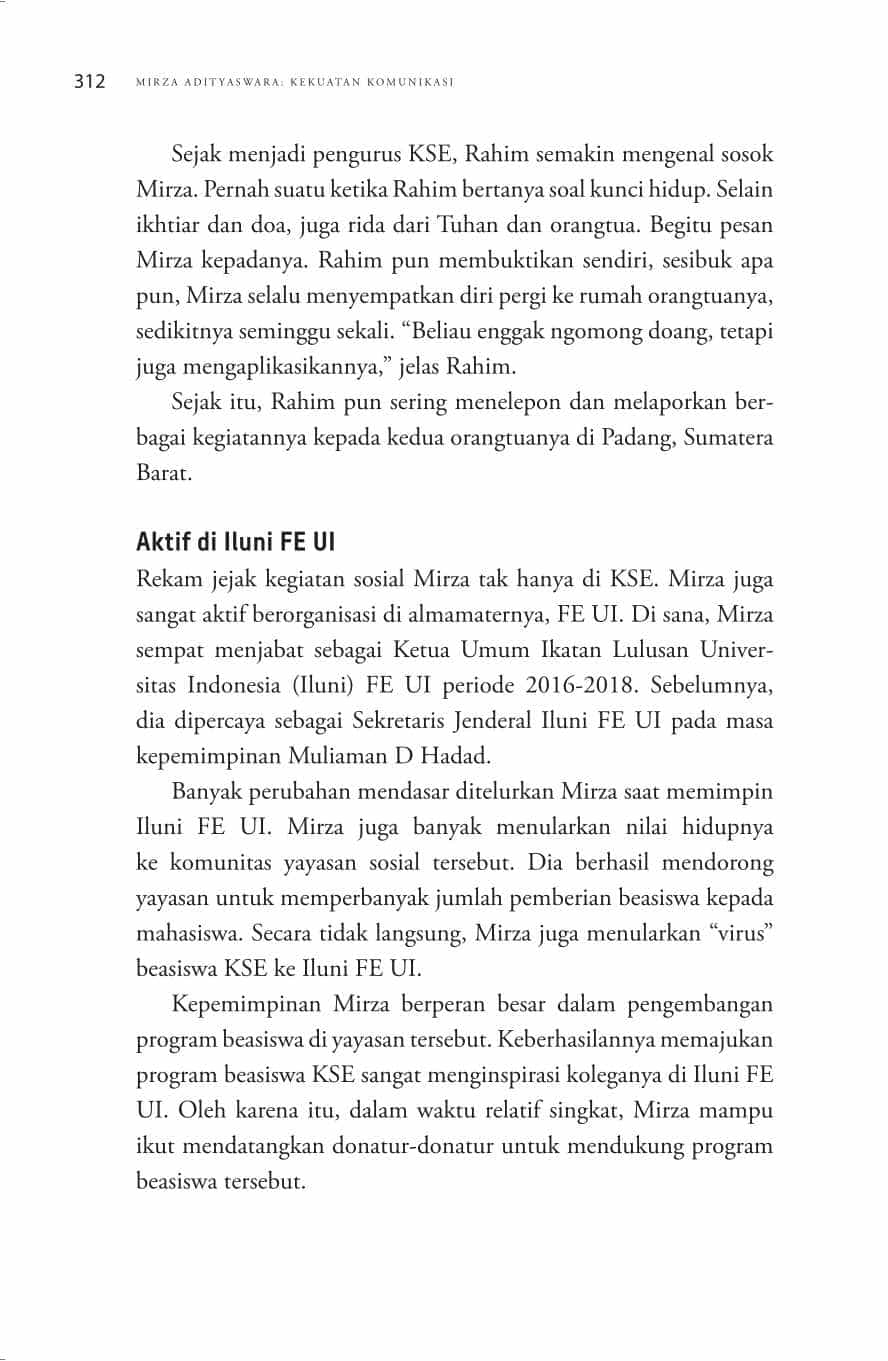 312 MIRZA ADITYASWARA: KEKUATAN KOMUNIKASI
Sejak menjadi pengurus KSE, Rahim semakin mengenal sosok
Mirza. Pernah suatu ketika Rahim bertanya soal kunci hidup. Selain
ikhtiar dan doa, juga rida dari Tuhan dan orangtua. Begitu pesan
Mirza kepadanya. Rahim pun membuktikan sendiri, sesibuk apa
pun, Mirza selalu menyempatkan diri pergi ke rumah orangtuanya,
sedikitnya seminggu sekali. “Beliau enggak ngomong doang, tetapi
juga mengaplikasikannya,” jelas Rahim.
Sejak itu, Rahim pun sering menelepon dan melaporkan ber-
bagai kegiatannya kepada kedua orangtuanya di Padang, Sumatera
Barat.
Aktif di Iluni FE UI
Rekam jejak kegiatan sosial Mirza tak hanya di KSE. Mirza juga
sangat aktif berorganisasi di almamaternya, FE UI. Di sana, Mirza
sempat menjabat sebagai Ketua Umum Ikatan Lulusan Univer-
sitas Indonesia (Iluni) FE UI periode 2016-2018. Sebelumnya,
dia dipercaya sebagai Sekretaris Jenderal Iluni FE UI pada masa
kepemimpinan Muliaman D Hadad.
Banyak perubahan mendasar ditelurkan Mirza saat memimpin
Iluni FE UI. Mirza juga banyak menularkan nilai hidupnya
ke komunitas yayasan sosial tersebut. Dia berhasil mendorong
yayasan untuk memperbanyak jumlah pemberian beasiswa kepada
mahasiswa. Secara tidak langsung, Mirza juga menularkan “virus”
beasiswa KSE ke Iluni FE UI.
Kepemimpinan Mirza berperan besar dalam pengembangan
program beasiswa di yayasan tersebut. Keberhasilannya memajukan
program beasiswa KSE sangat menginspirasi koleganya di Iluni FE
UI. Oleh karena itu, dalam waktu relatif singkat, Mirza mampu
ikut mendatangkan donatur-donatur untuk mendukung program
beasiswa tersebut.